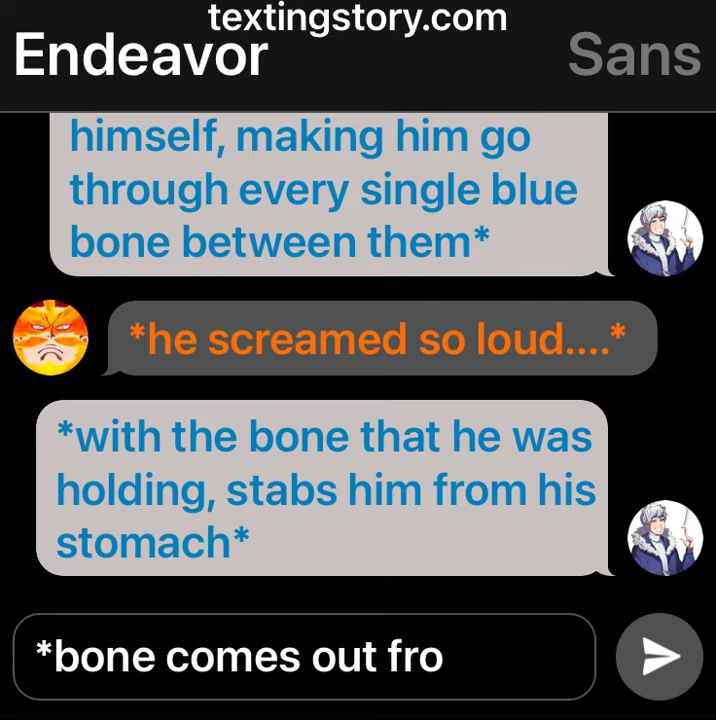 textingstory.com
Endeavor
Sans
himself, making him go
through every single blue
bone between them*
*he screamed so loud....*
*with the bone that he was
holding, stabs him from his
stomach*
*bone comes out fro